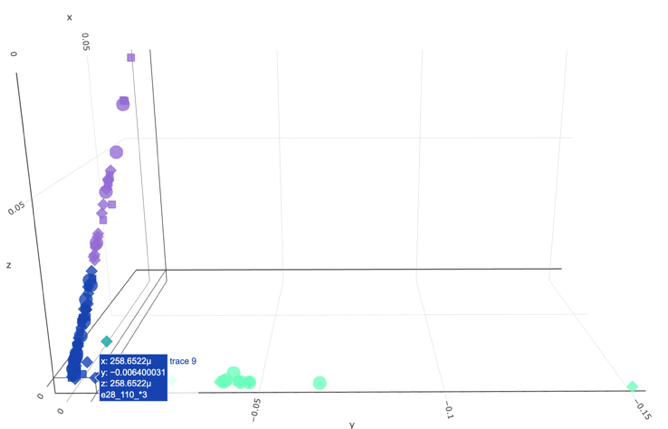 x
0
0.05
0.05
z
x: 258.6522μ
y: −0.006400031
z: 258.6522μ
e28_110_*3
trace 9
0
0
−0.05
−0.1
−0.15
y